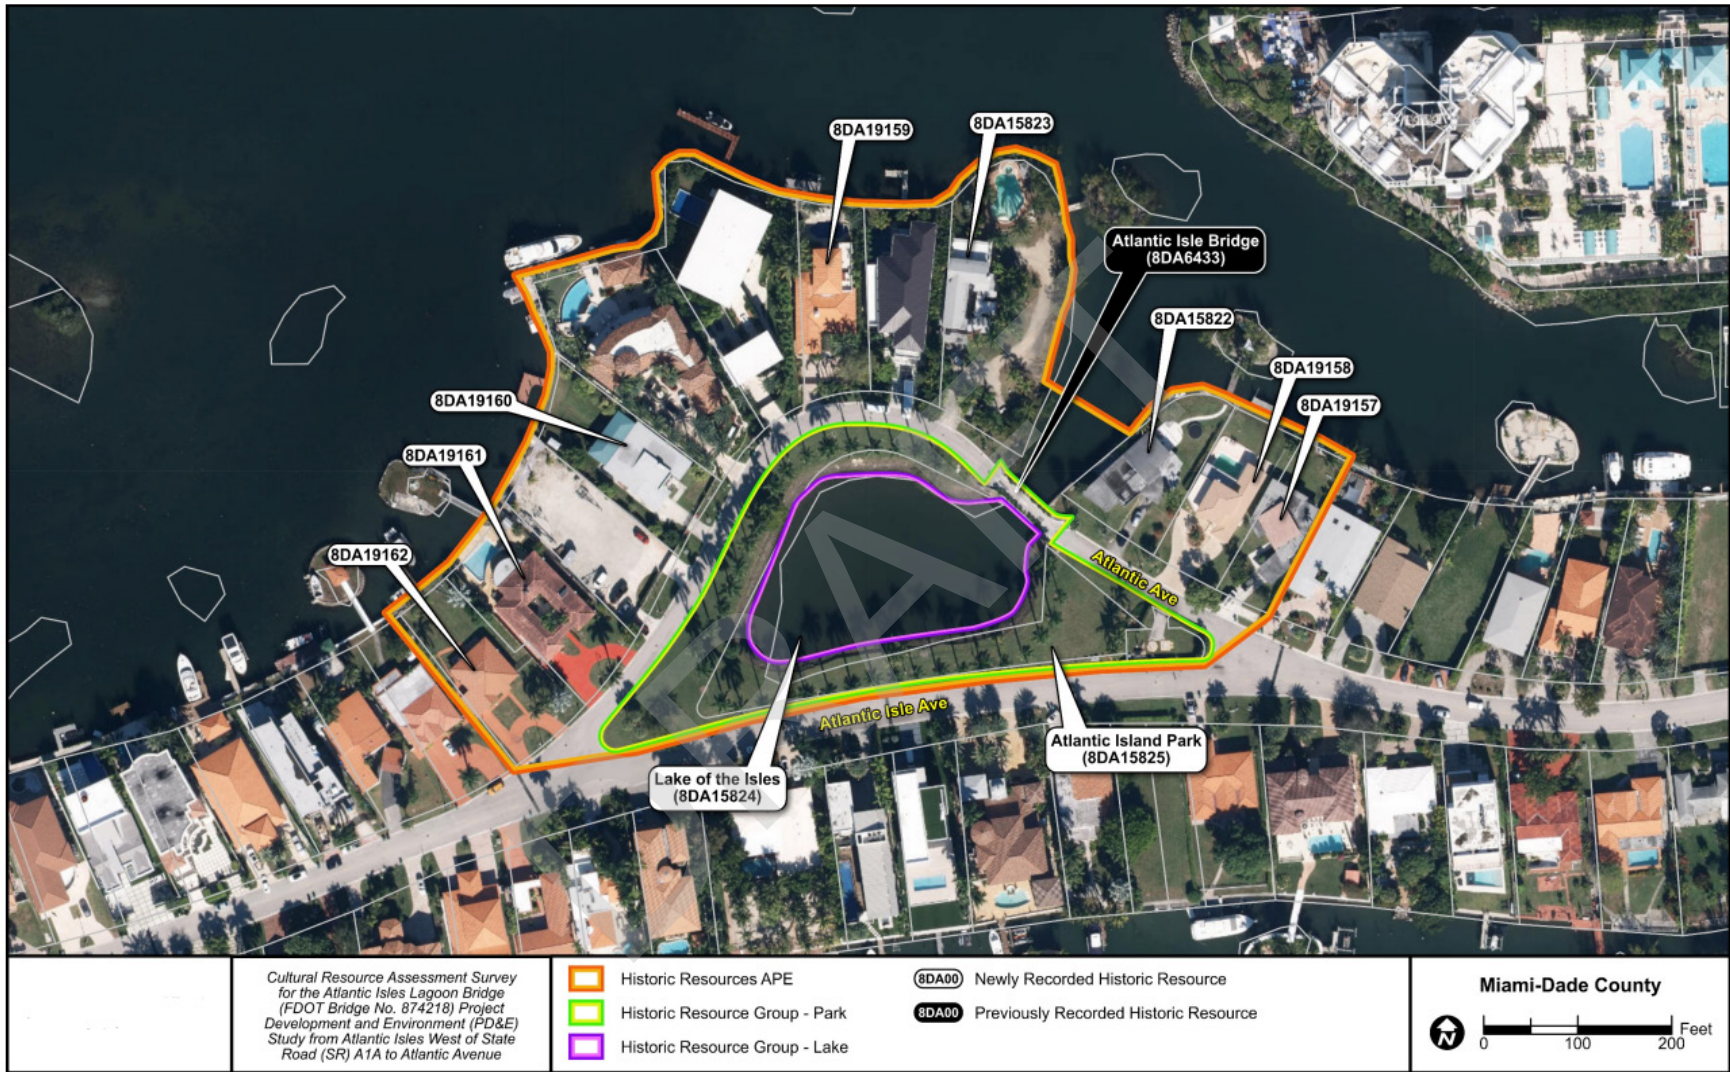 8DA19159
8DA15823
Atlantic Isle Bridge
(8DA6433)
8DA15822
8DA19158
8DA19157
8DA19160
8DA19161
8DA19162
Atlantic Ave
Atlantic Isle Ave
Atlantic Island Park
(8DA15825)
Lake of the Isles
(8DA15824)
DRAFT
Cultural Resource Assessment Survey
for the Atlantic Isles Lagoon Bridge
(FDOT Bridge No. 874218) Project
Development and Environment (PD&E)
Study from Atlantic Isles West of State
Road (SR) A1A to Atlantic Avenue
Historic Resources APE
Historic Resource Group - Park
Historic Resource Group - Lake
8DA00 Newly Recorded Historic Resource
8DA00 Previously Recorded Historic Resource
Miami-Dade County
N
Feet
0 100 200